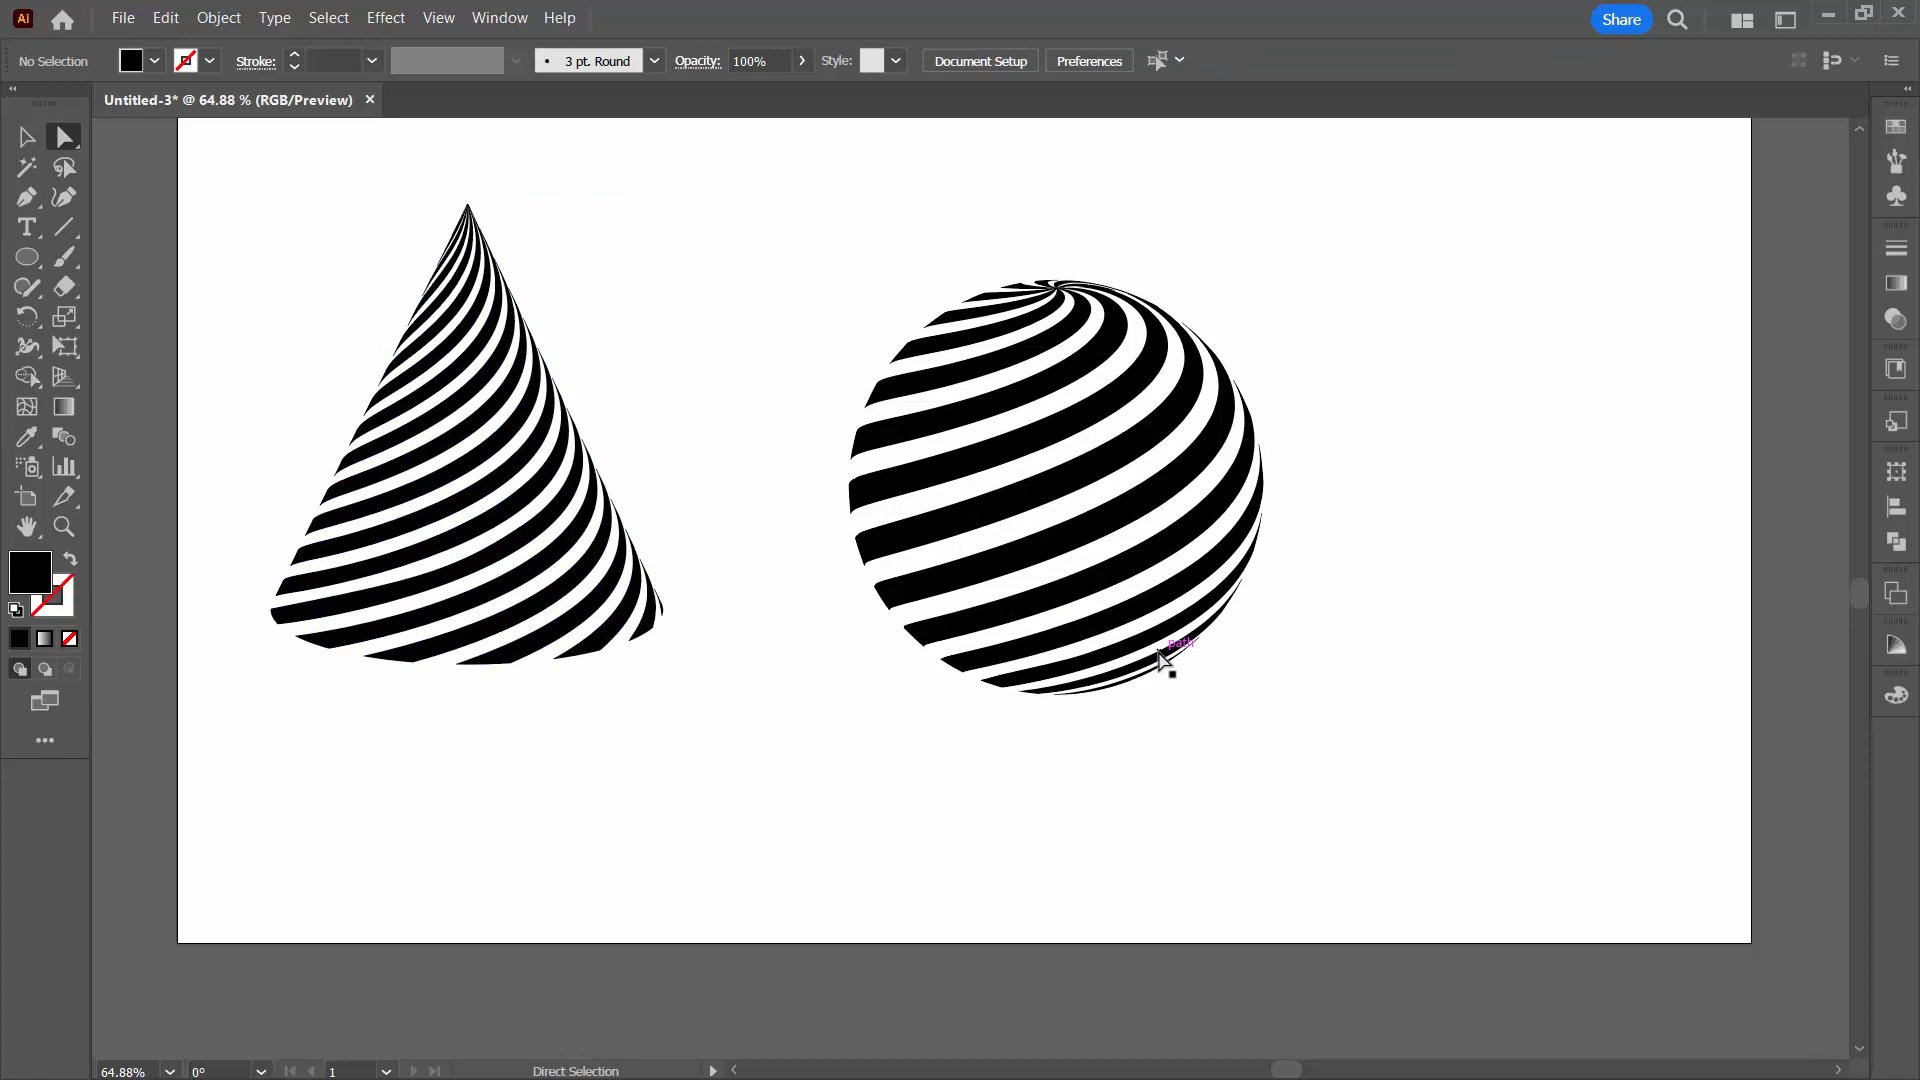 Ai File Edit Object Type Select Effect View Window Help Share
No Selection Stroke: 3 pt. Round Opacity: 100% Style: Document Setup Preferences
Untitled-3* @ 64.88 % (RGB/Preview)
path
64.88% 0° 1 Direct Selection